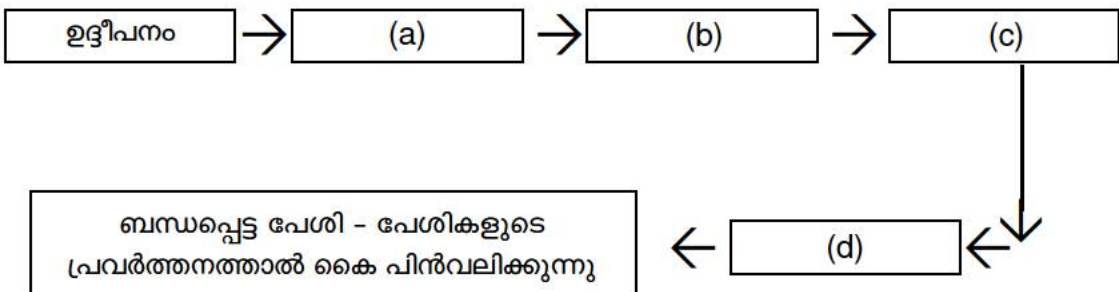 ഉദ്ദീപനം
(a)
(b)
(c)
(d)
ബന്ധപ്പെട്ട പേശി – പേശികളുടെ
പ്രവർത്തനത്താൽ കൈ പിൻവലിക്കുന്നു